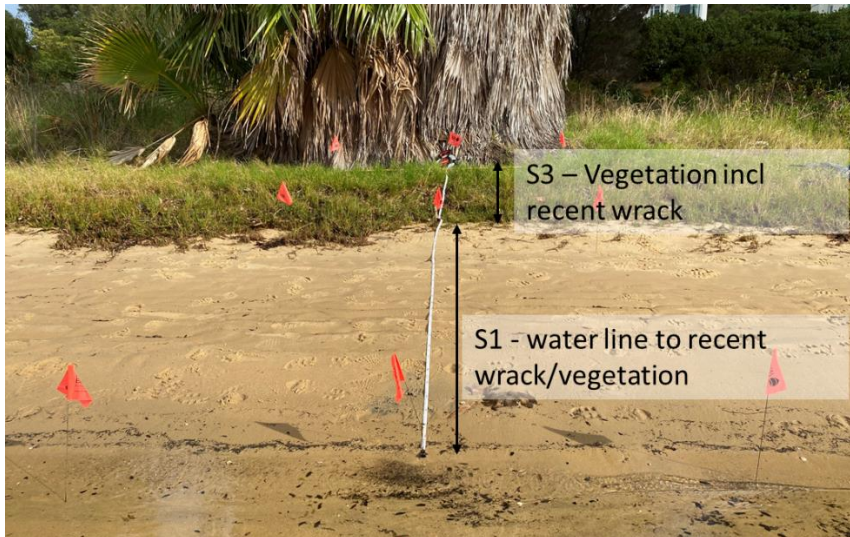 S3 – Vegetation incl
recent wrack
S1 - water line to recent
wrack/vegetation